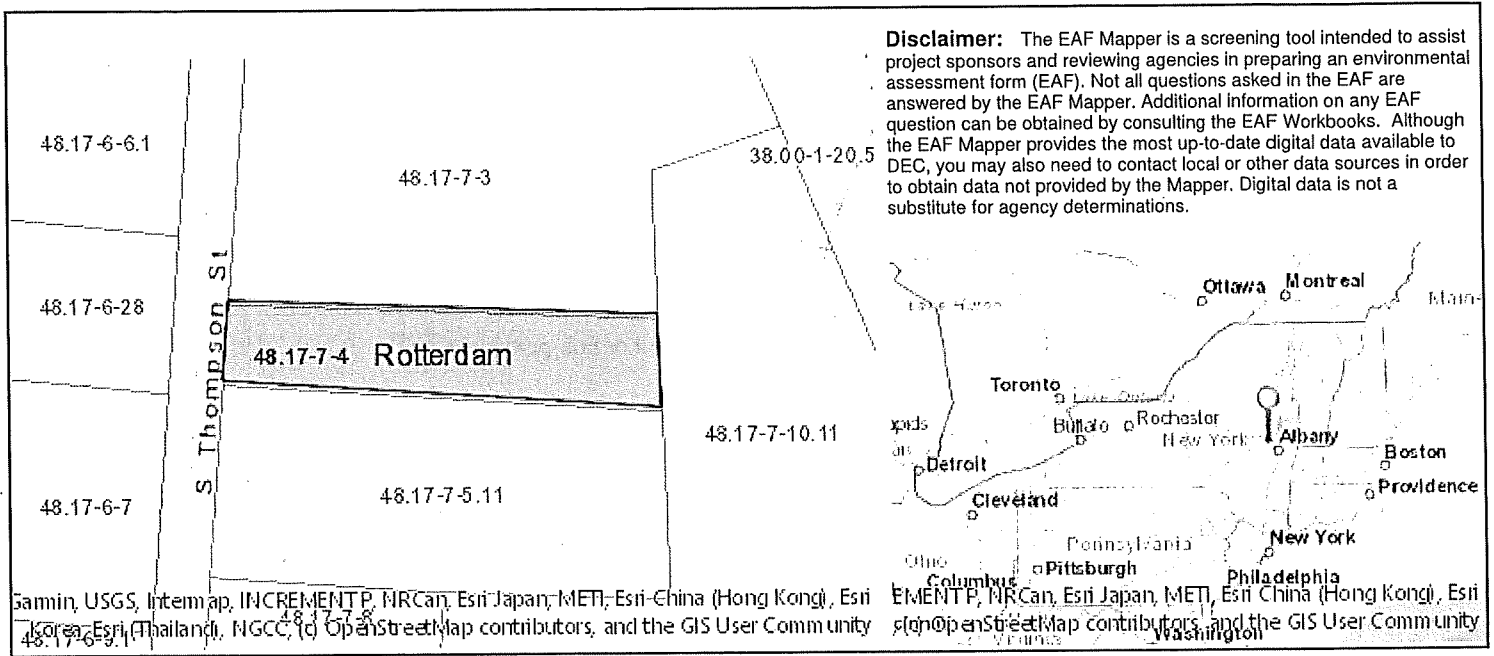 Disclaimer: The EAF Mapper is a screening tool intended to assist
project sponsors and reviewing agencies in preparing an environmental
assessment form (EAF). Not all questions asked in the EAF are
answered by the EAF Mapper. Additional information on any EAF
question can be obtained by consulting the EAF Workbooks. Although
the EAF Mapper provides the most up-to-date digital data available to
DEC, you may also need to contact local or other data sources in order
to obtain data not provided by the Mapper. Digital data is not a
substitute for agency determinations.
48.17-6-6.1
48.17-7-3
38.00-1-20.5
48.17-6-28
S Thompson St
48.17-7-4 Rotterdam
48.17-7-10.11
48.17-6-7
48.17-7-5.11
Garmin, USGS, Intermap, INCREMENT P, NRCan, Esri Japan, METI, Esri China (Hong Kong), Esri
Korea, Esri (Thailand), NGCC, (c) OpenStreetMap contributors, and the GIS User Community
Ottawa
Montreal
Lake Huron
Toronto
Buffalo
Rochester
New York
Albany
Boston
Detroit
Providence
Cleveland
Pennsylvania
New York
Ohio
Pittsburgh
Columbus
Philadelphia
EMENT P, NRCan, Esri Japan, METI, Esri China (Hong Kong), Esri
OpenStreetMap contributors, and the GIS User Community
Virginia
Washington